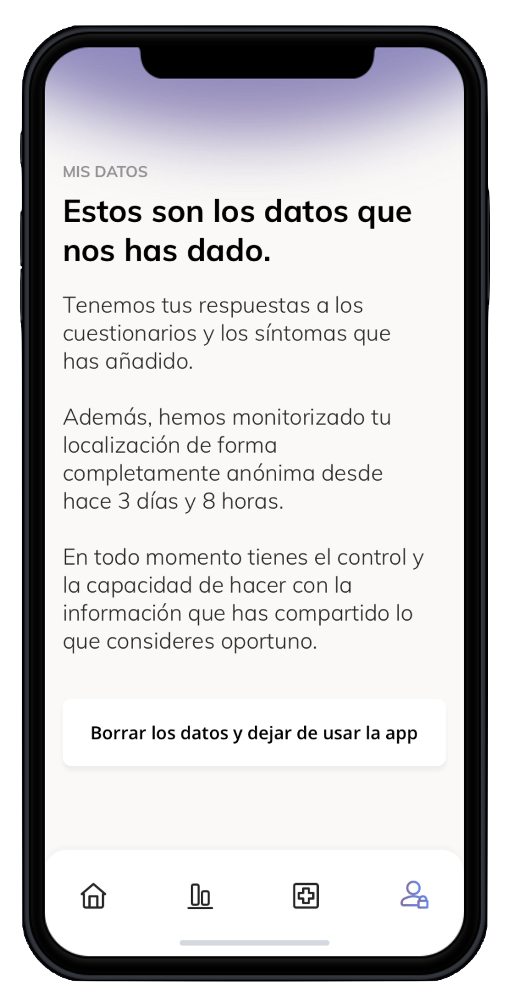 MIS DATOS
Estos son los datos que
nos has dado.
Tenemos tus respuestas a los
cuestionarios y los síntomas que
has añadido.
Además, hemos monitorizado tu
localización de forma
completamente anónima desde
hace 3 días y 8 horas.
En todo momento tienes el control y
la capacidad de hacer con la
información que has compartido lo
que consideres oportuno.
Borrar los datos y dejar de usar la app